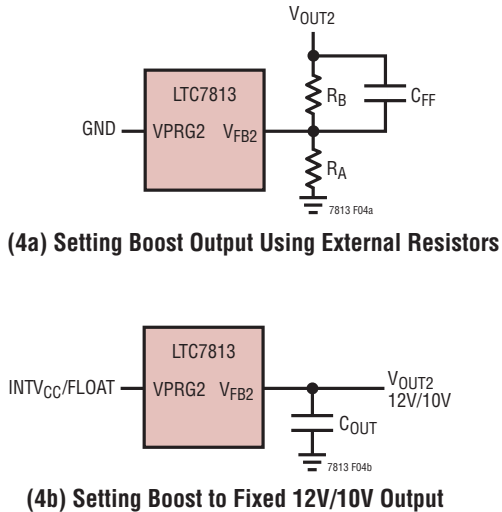 VOUT2
LTC7813
GND
VPRG2 VFB2
RB
CFF
RA
7813 F04a
(4a) Setting Boost Output Using External Resistors
LTC7813
INTVCC/FLOAT
VPRG2 VFB2
VOUT2
12V/10V
COUT
7813 F04b
(4b) Setting Boost to Fixed 12V/10V Output